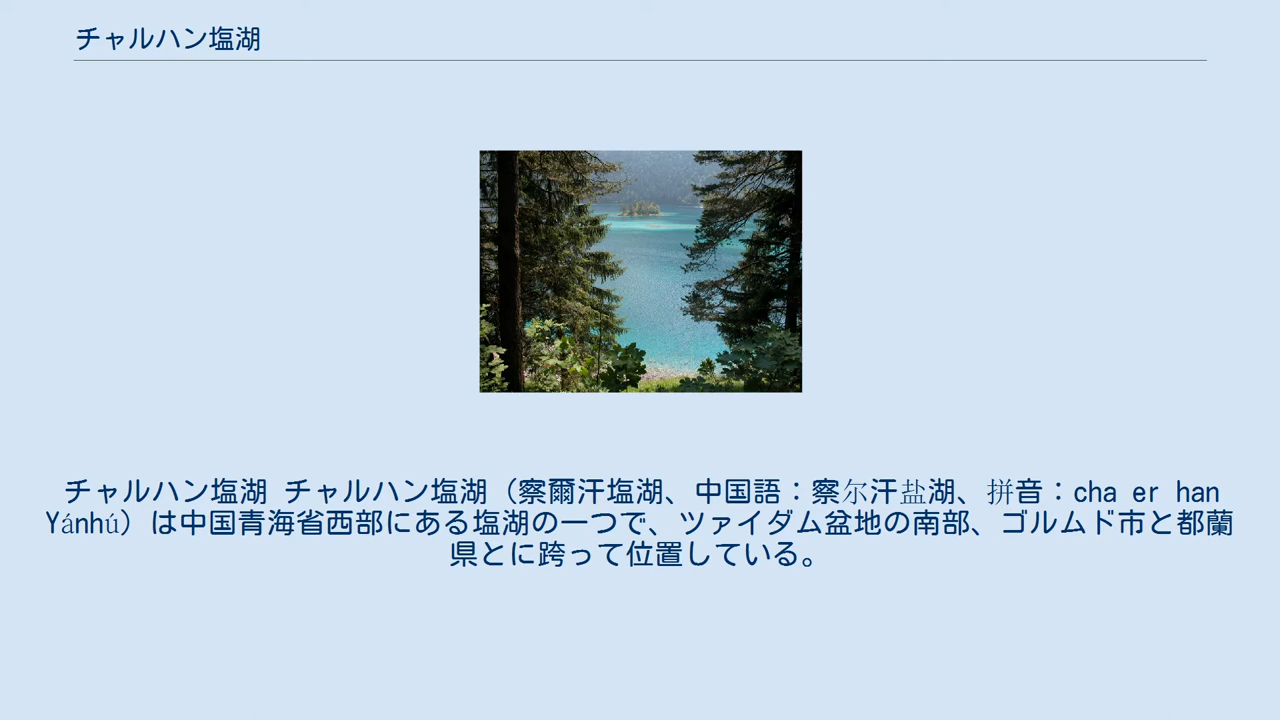 チャルハン塩湖
チャルハン塩湖 チャルハン塩湖（察爾汗塩湖、中国語：察尔汗盐湖、拼音：cha er han
Yánhú）は中国青海省西部にある塩湖の一つで、ツァイダム盆地の南部、ゴルムド市と都蘭
県とに跨って位置している。